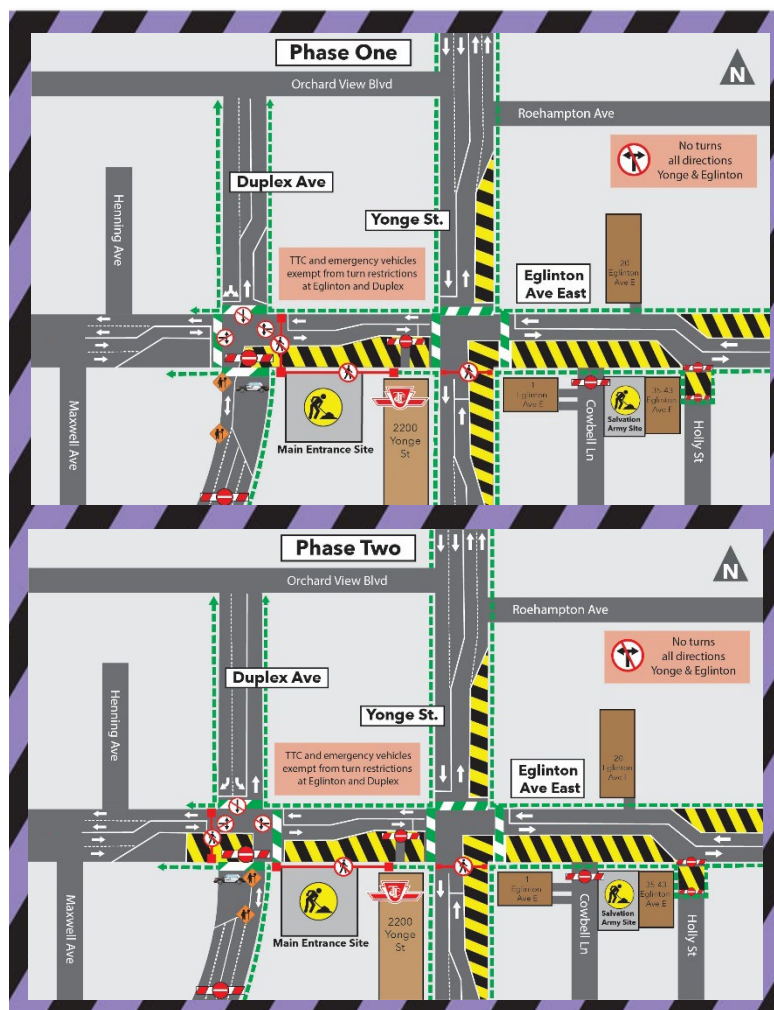 Phase One
N
Orchard View Blvd
Roehampton Ave
No turns
all directions
Yonge & Eglinton
Henning Ave
Duplex Ave
Yonge St.
TTC and emergency vehicles
exempt from turn restrictions
at Eglinton and Duplex
20
Eglinton
Ave E
Eglinton
Ave East
Maxwell Ave
Main Entrance Site
2200
Yonge
St
1
Eglinton
Ave E
Cowbell Ln
Salvation
Army Site
35-43
Eglinton
Ave E
Holly St
Phase Two
N
Orchard View Blvd
Roehampton Ave
No turns
all directions
Yonge & Eglinton
Henning Ave
Duplex Ave
Yonge St.
TTC and emergency vehicles
exempt from turn restrictions
at Eglinton and Duplex
20
Eglinton
Eglinton
Ave East
Maxwell Ave
Main Entrance Site
2200
Yonge
St
1
Eglinton
Ave E
Cowbell Ln
Salvation
Army Site
35-43
Eglinton
Ave E
Holly St